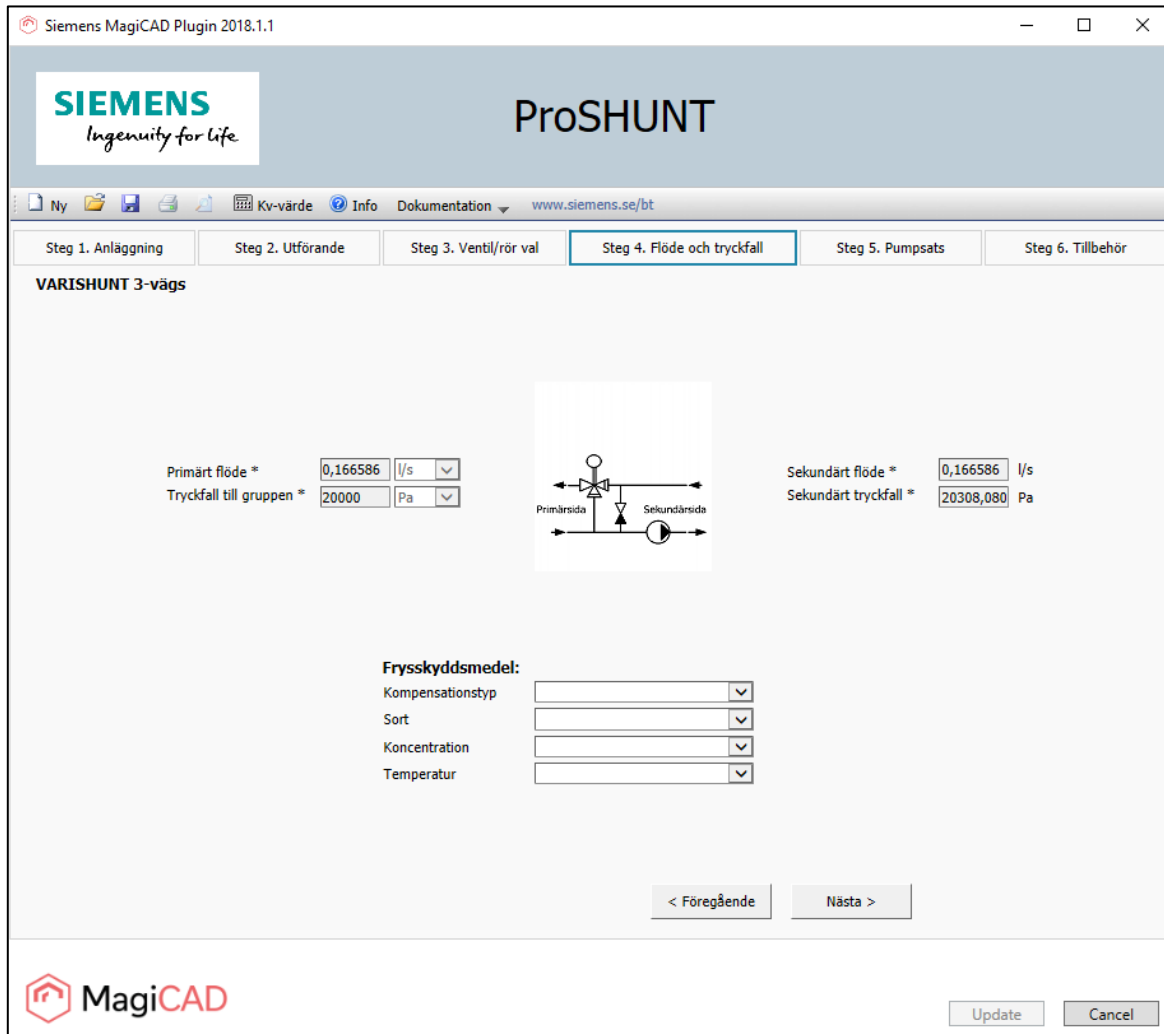 Siemens MagiCAD Plugin 2018.1.1
SIEMENS
Ingenuity for life
ProSHUNT
Ny Kv-värde Info Dokumentation www.siemens.se/bt
Steg 1. Anläggning Steg 2. Utförande Steg 3. Ventil/rör val Steg 4. Flöde och tryckfall Steg 5. Pumpsats Steg 6. Tillbehör
VARISHUNT 3-vägs
Primärt flöde * 0,166586 l/s
Tryckfall till gruppen * 20000 Pa
Primärsida Sekundärsida
Sekundärt flöde * 0,166586 l/s
Sekundärt tryckfall * 20308,080 Pa
Frysskyddsmedel:
Kompensationstyp
Sort
Koncentration
Temperatur
< Föregående Nästa >
MagiCAD
Update Cancel